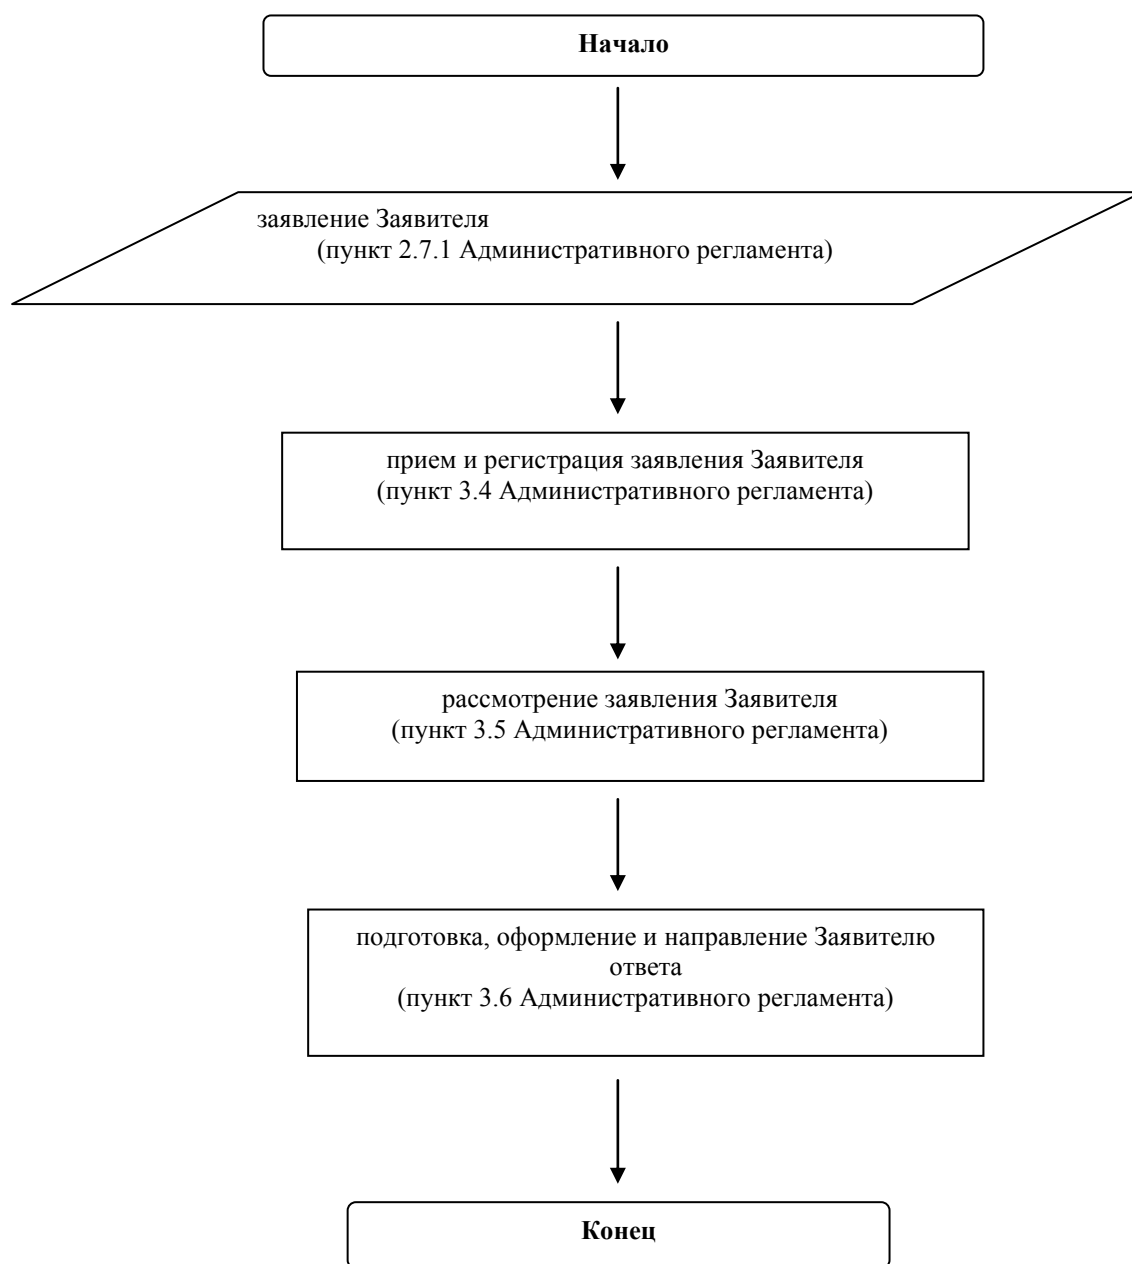 Начало
заявление Заявителя
(пункт 2.7.1 Административного регламента)
прием и регистрация заявления Заявителя
(пункт 3.4 Административного регламента)
рассмотрение заявления Заявителя
(пункт 3.5 Административного регламента)
подготовка, оформление и направление Заявителю
ответа
(пункт 3.6 Административного регламента)
Конец